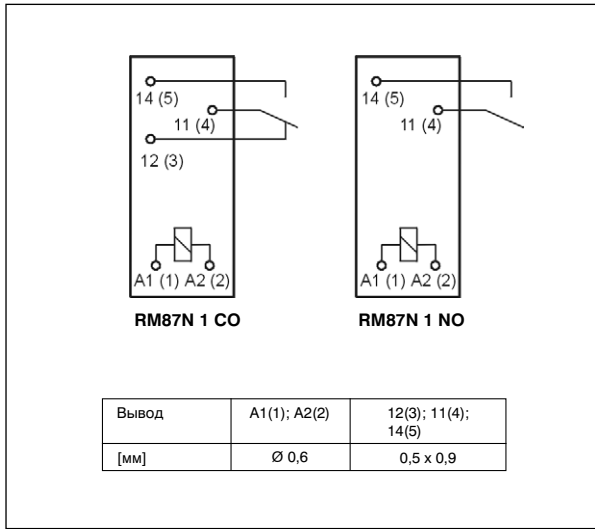 14 (5)
11 (4)
12 (3)
A1 (1) A2 (2)
RM87N 1 CO
14 (5)
11 (4)
A1 (1) A2 (2)
RM87N 1 NO
Вывод A1(1); A2(2) 12(3); 11(4);
14(5)
[мм] Ø 0,6 0,5 x 0,9